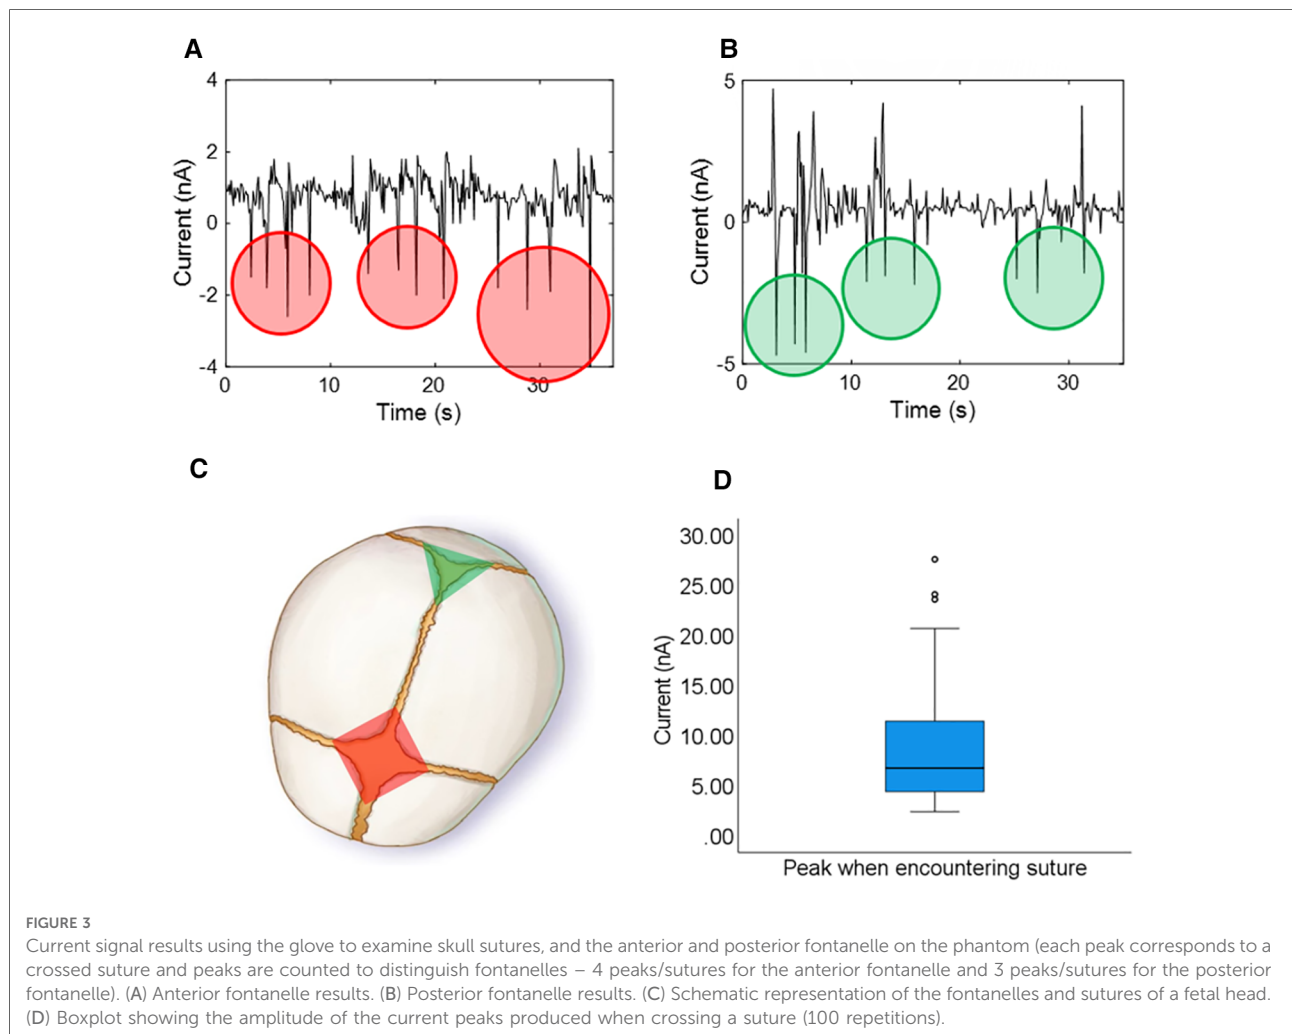 A
4
2
0
-2
-4
0
10
20
30
Current (nA)
Time (s)
B
5
0
-5
0
10
20
30
Current (nA)
Time (s)
C
D
30.00
25.00
20.00
15.00
10.00
5.00
.00
Current (nA)
Peak when encountering suture
FIGURE 3
Current signal results using the glove to examine skull sutures, and the anterior and posterior fontanelle on the phantom (each peak corresponds to a
crossed suture and peaks are counted to distinguish fontanelles – 4 peaks/sutures for the anterior fontanelle and 3 peaks/sutures for the posterior
fontanelle). (A) Anterior fontanelle results. (B) Posterior fontanelle results. (C) Schematic representation of the fontanelles and sutures of a fetal head.
(D) Boxplot showing the amplitude of the current peaks produced when crossing a suture (100 repetitions).